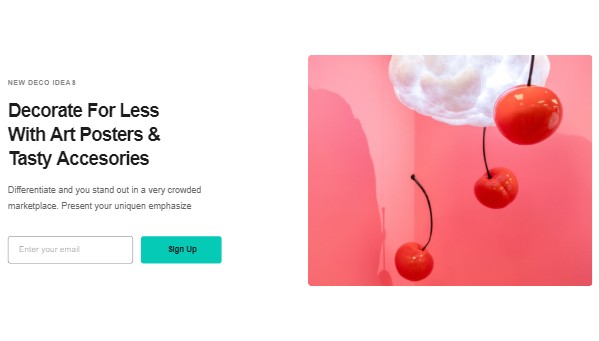 NEW DECO IDEAS
Decorate For Less
With Art Posters &
Tasty Accesories
Differentiate and you stand out in a very crowded
marketplace. Present your uniquen emphasize
Enter your email
Sign Up